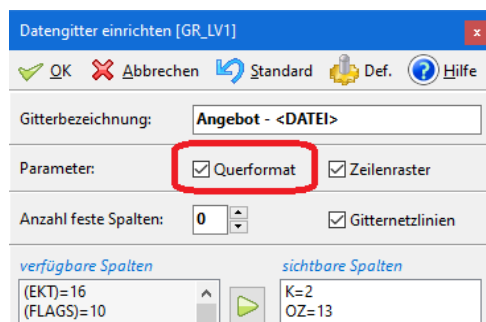 Datengitter einrichten [GR_LV1] x
OK Abbrechen Standard Def. Hilfe
Gitterbezeichnung: Angebot - <DATEI>
Parameter: Querformat Zeilenraster
Anzahl feste Spalten: 0 Gitternetzlinien
verfügbare Spalten sichtbare Spalten
(EKT)=16 K=2
(FLAGS)=10 OZ=13